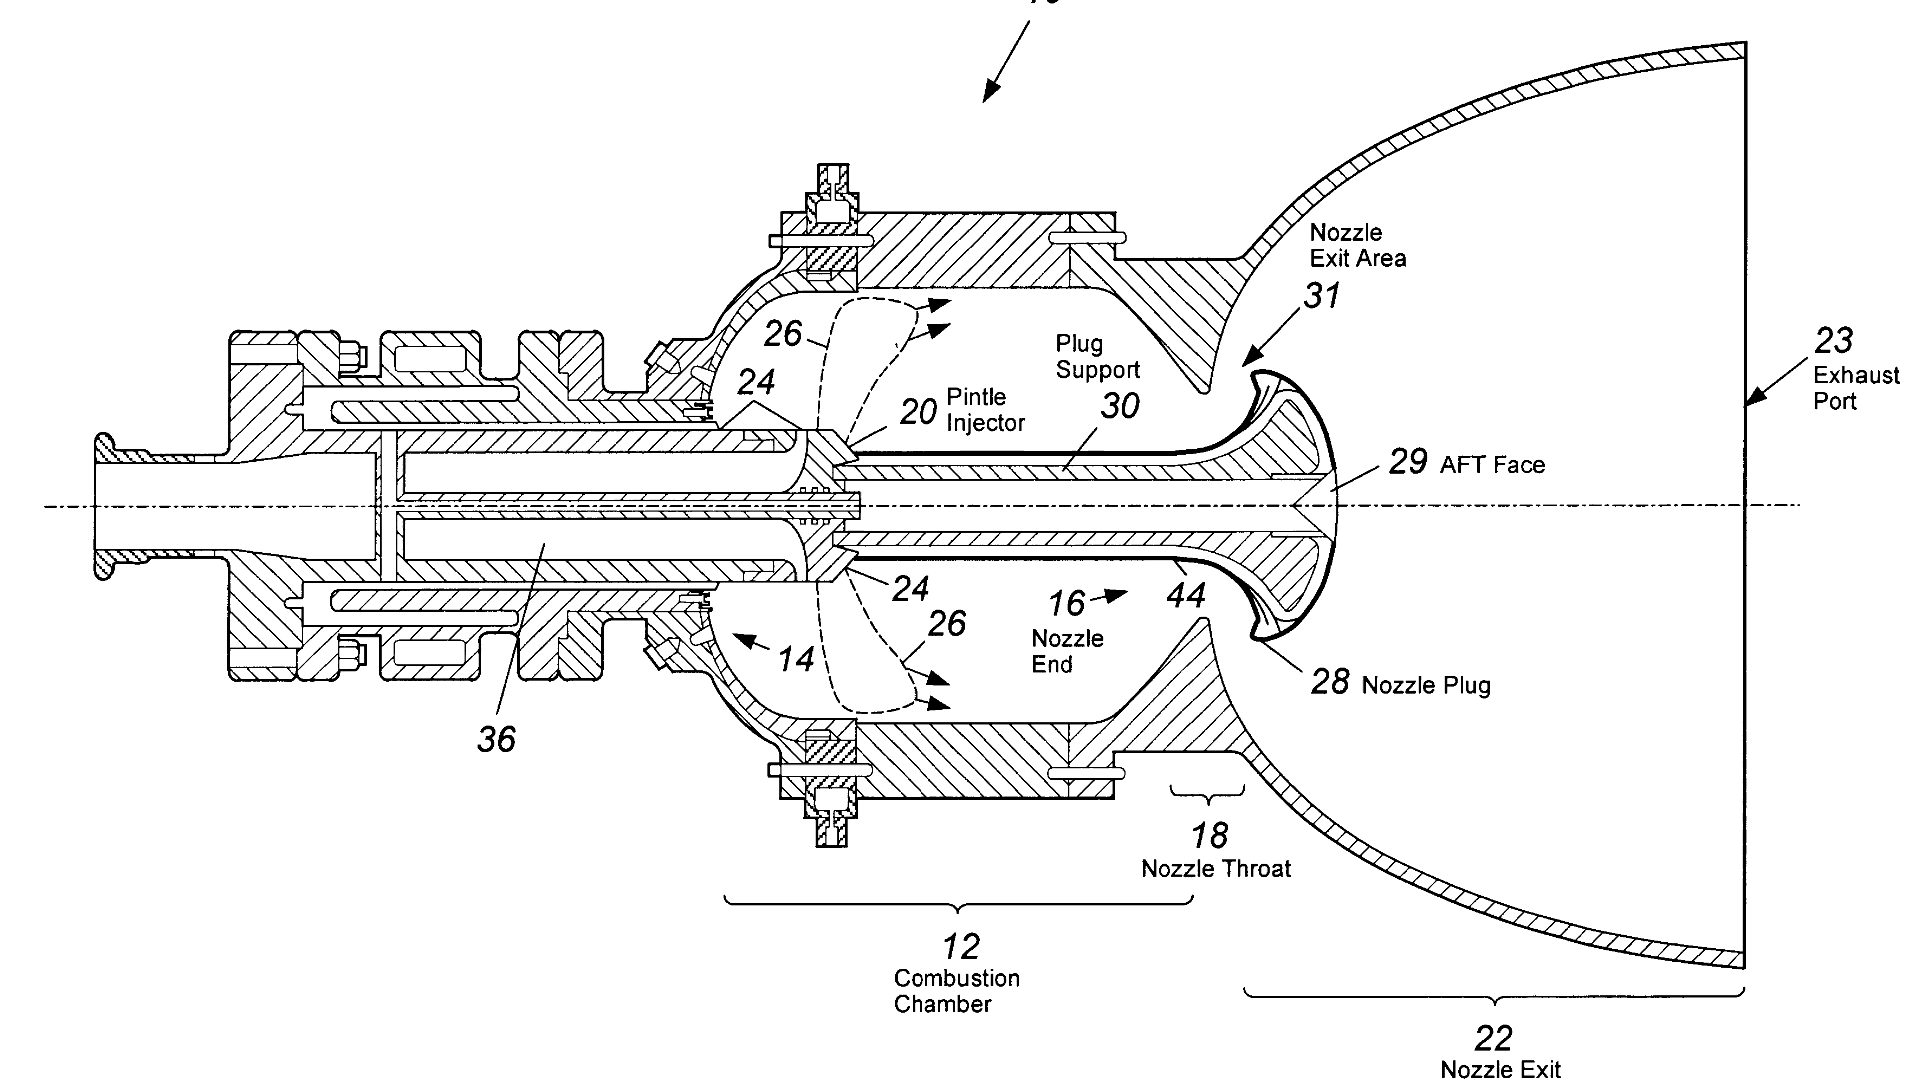 Nozzle
Exit Area
31
26
Plug
Support
30
23
Exhaust
Port
24
20 Pintle
Injector
29 AFT Face
24
16
Nozzle
End
44
26
14
28 Nozzle Plug
36
18
Nozzle Throat
12
Combustion
Chamber
22
Nozzle Exit